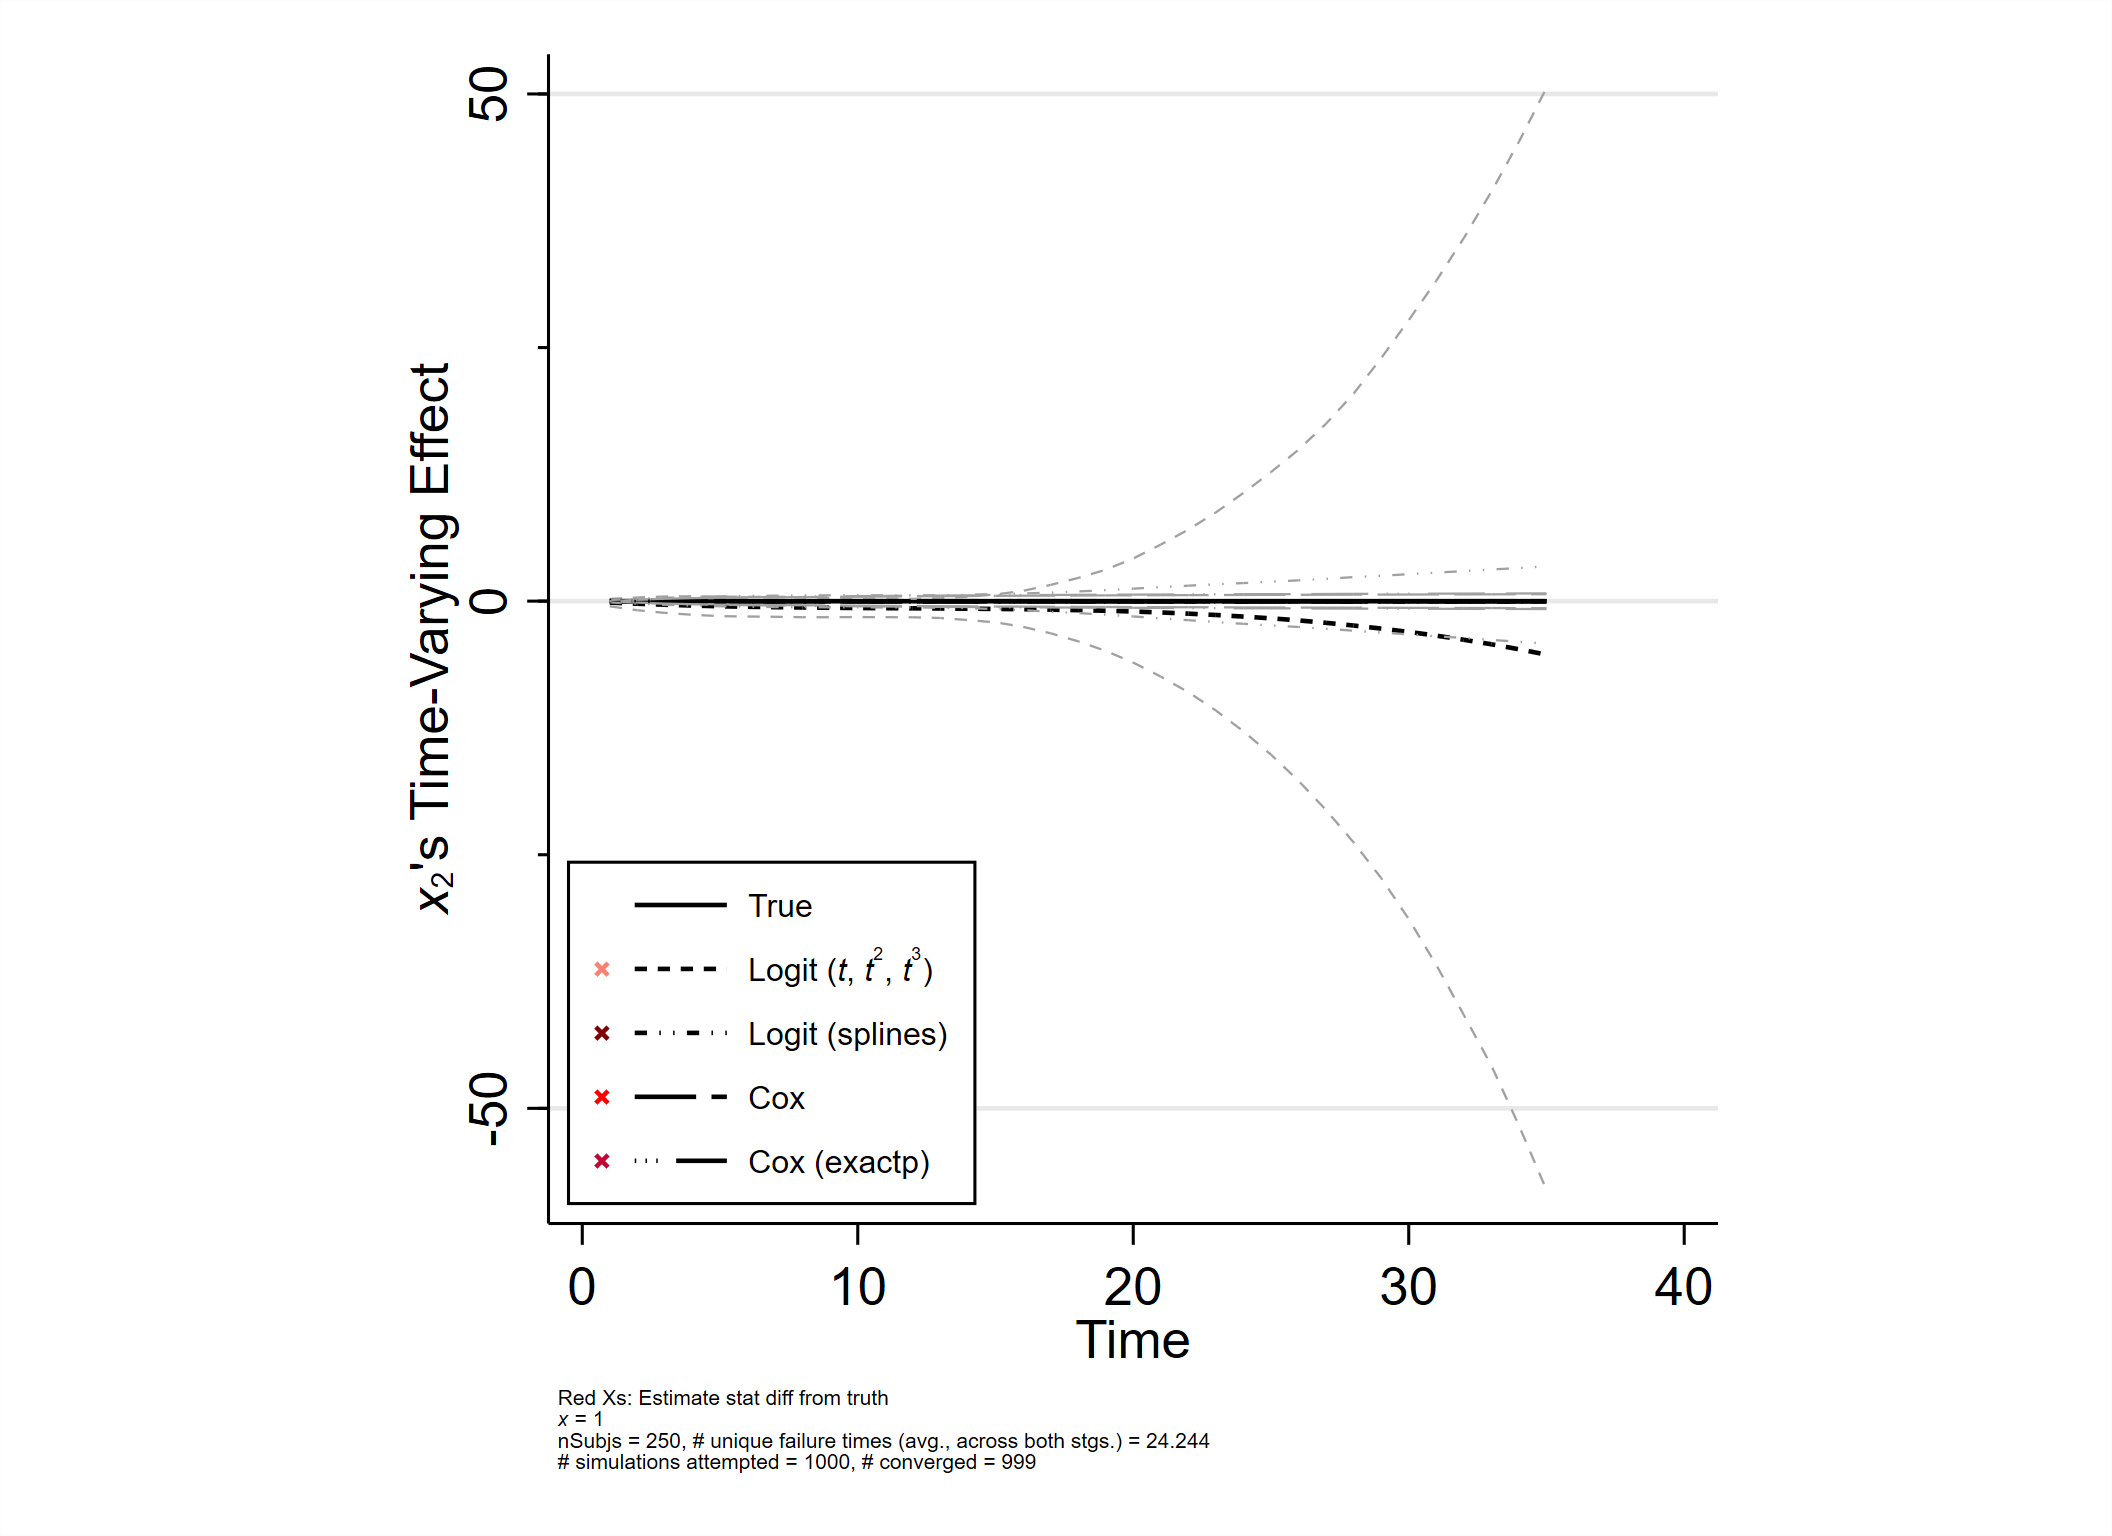 x₂'s Time-Varying Effect
50
0
-50
True
Logit (t, t², t³)
Logit (splines)
Cox
Cox (exactp)
0 10 20 30 40
Time
Red Xs: Estimate stat diff from truth
x = 1
nSubjs = 250, # unique failure times (avg., across both stgs.) = 24.244
# simulations attempted = 1000, # converged = 999